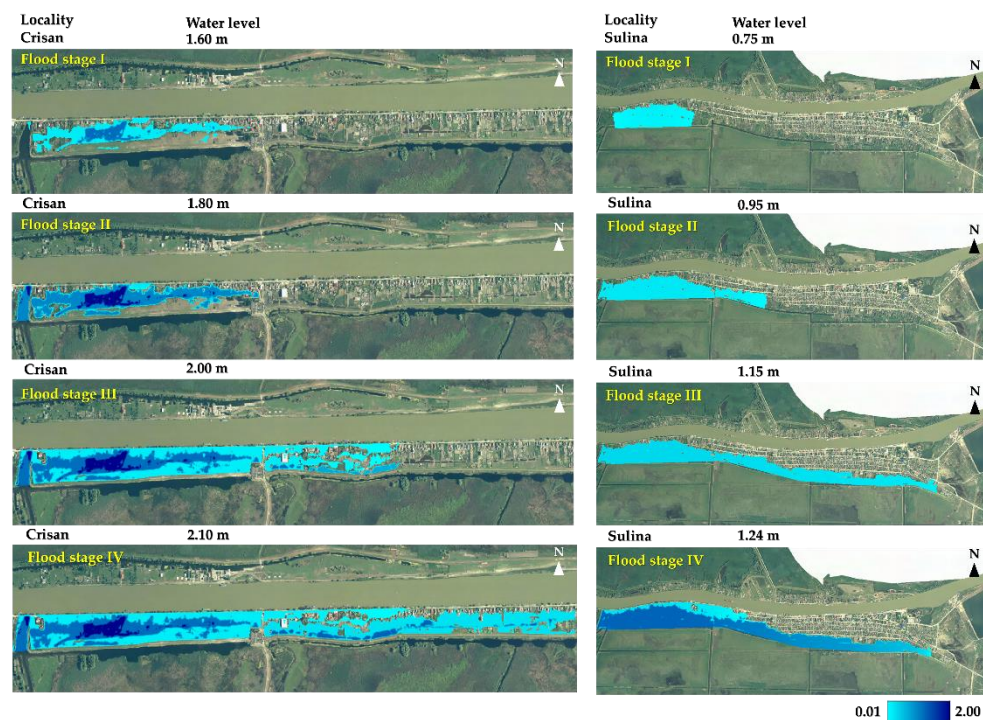 Locality Water level
Crisan 1.60 m
Flood stage I
N
Crisan 1.80 m
Flood stage II
N
Crisan 2.00 m
Flood stage III
N
Crisan 2.10 m
Flood stage IV
N
Locality Water level
Sulina 0.75 m
Flood stage I
N
Sulina 0.95 m
Flood stage II
N
Sulina 1.15 m
Flood stage III
N
Sulina 1.24 m
Flood stage IV
N
0.01 2.00